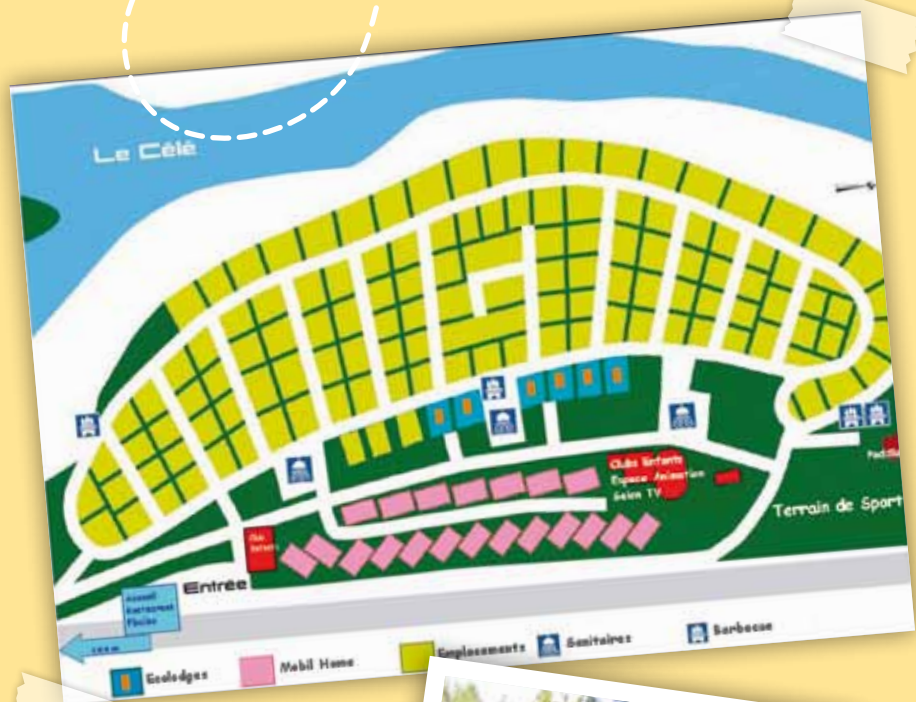 Le Célé
Clubs Enfants
Espace Animation
Salon TV
Terrain de Sport
Entrée
Accueil
Restaurant
Piscine
Ecolodges
Mobil Home
Emplacements
Sanitaires
Barbecue